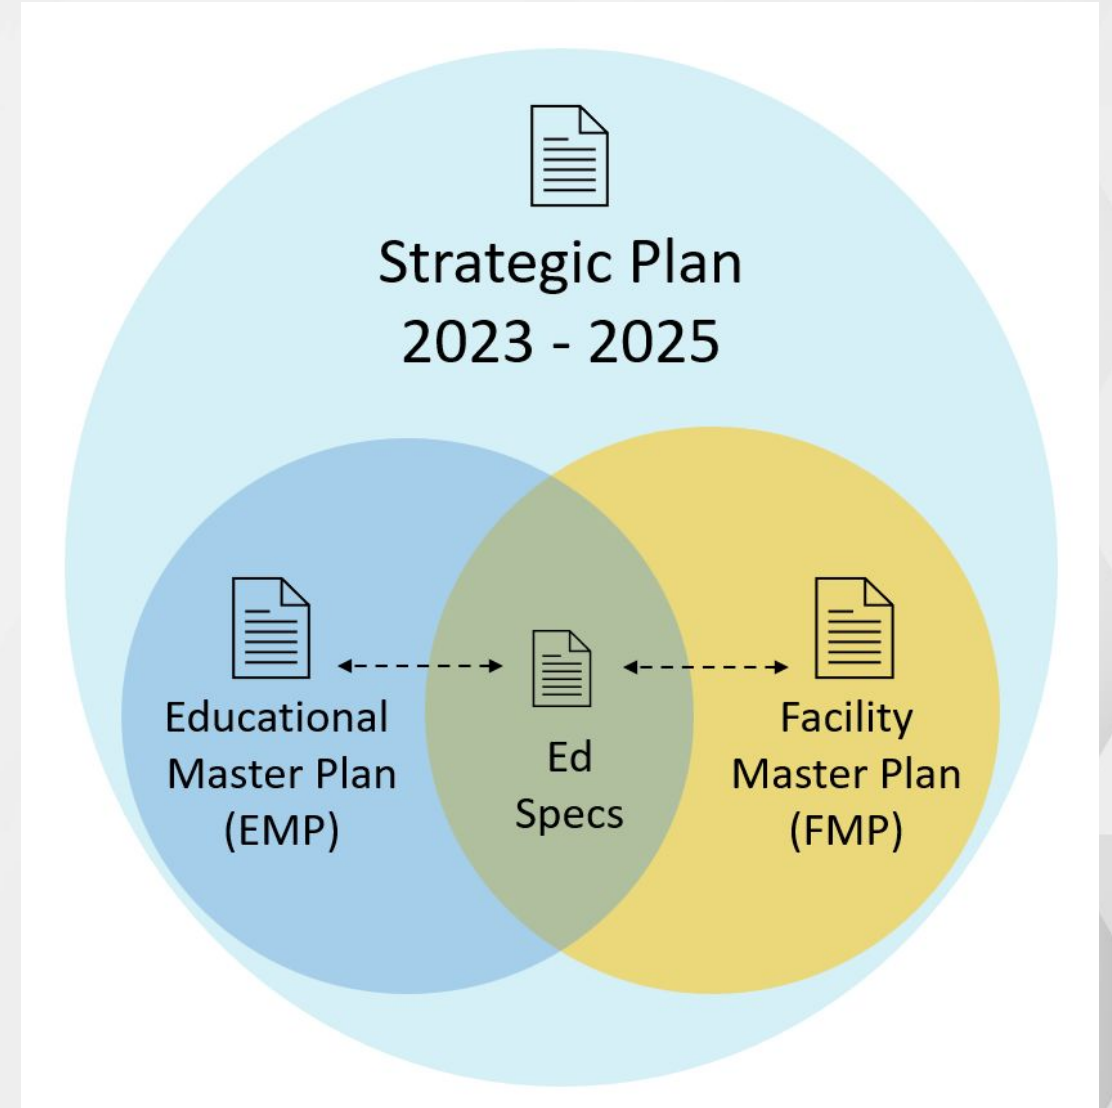 Strategic Plan
2023 - 2025
Educational
Master Plan
(EMP)
Ed
Specs
Facility
Master Plan
(FMP)